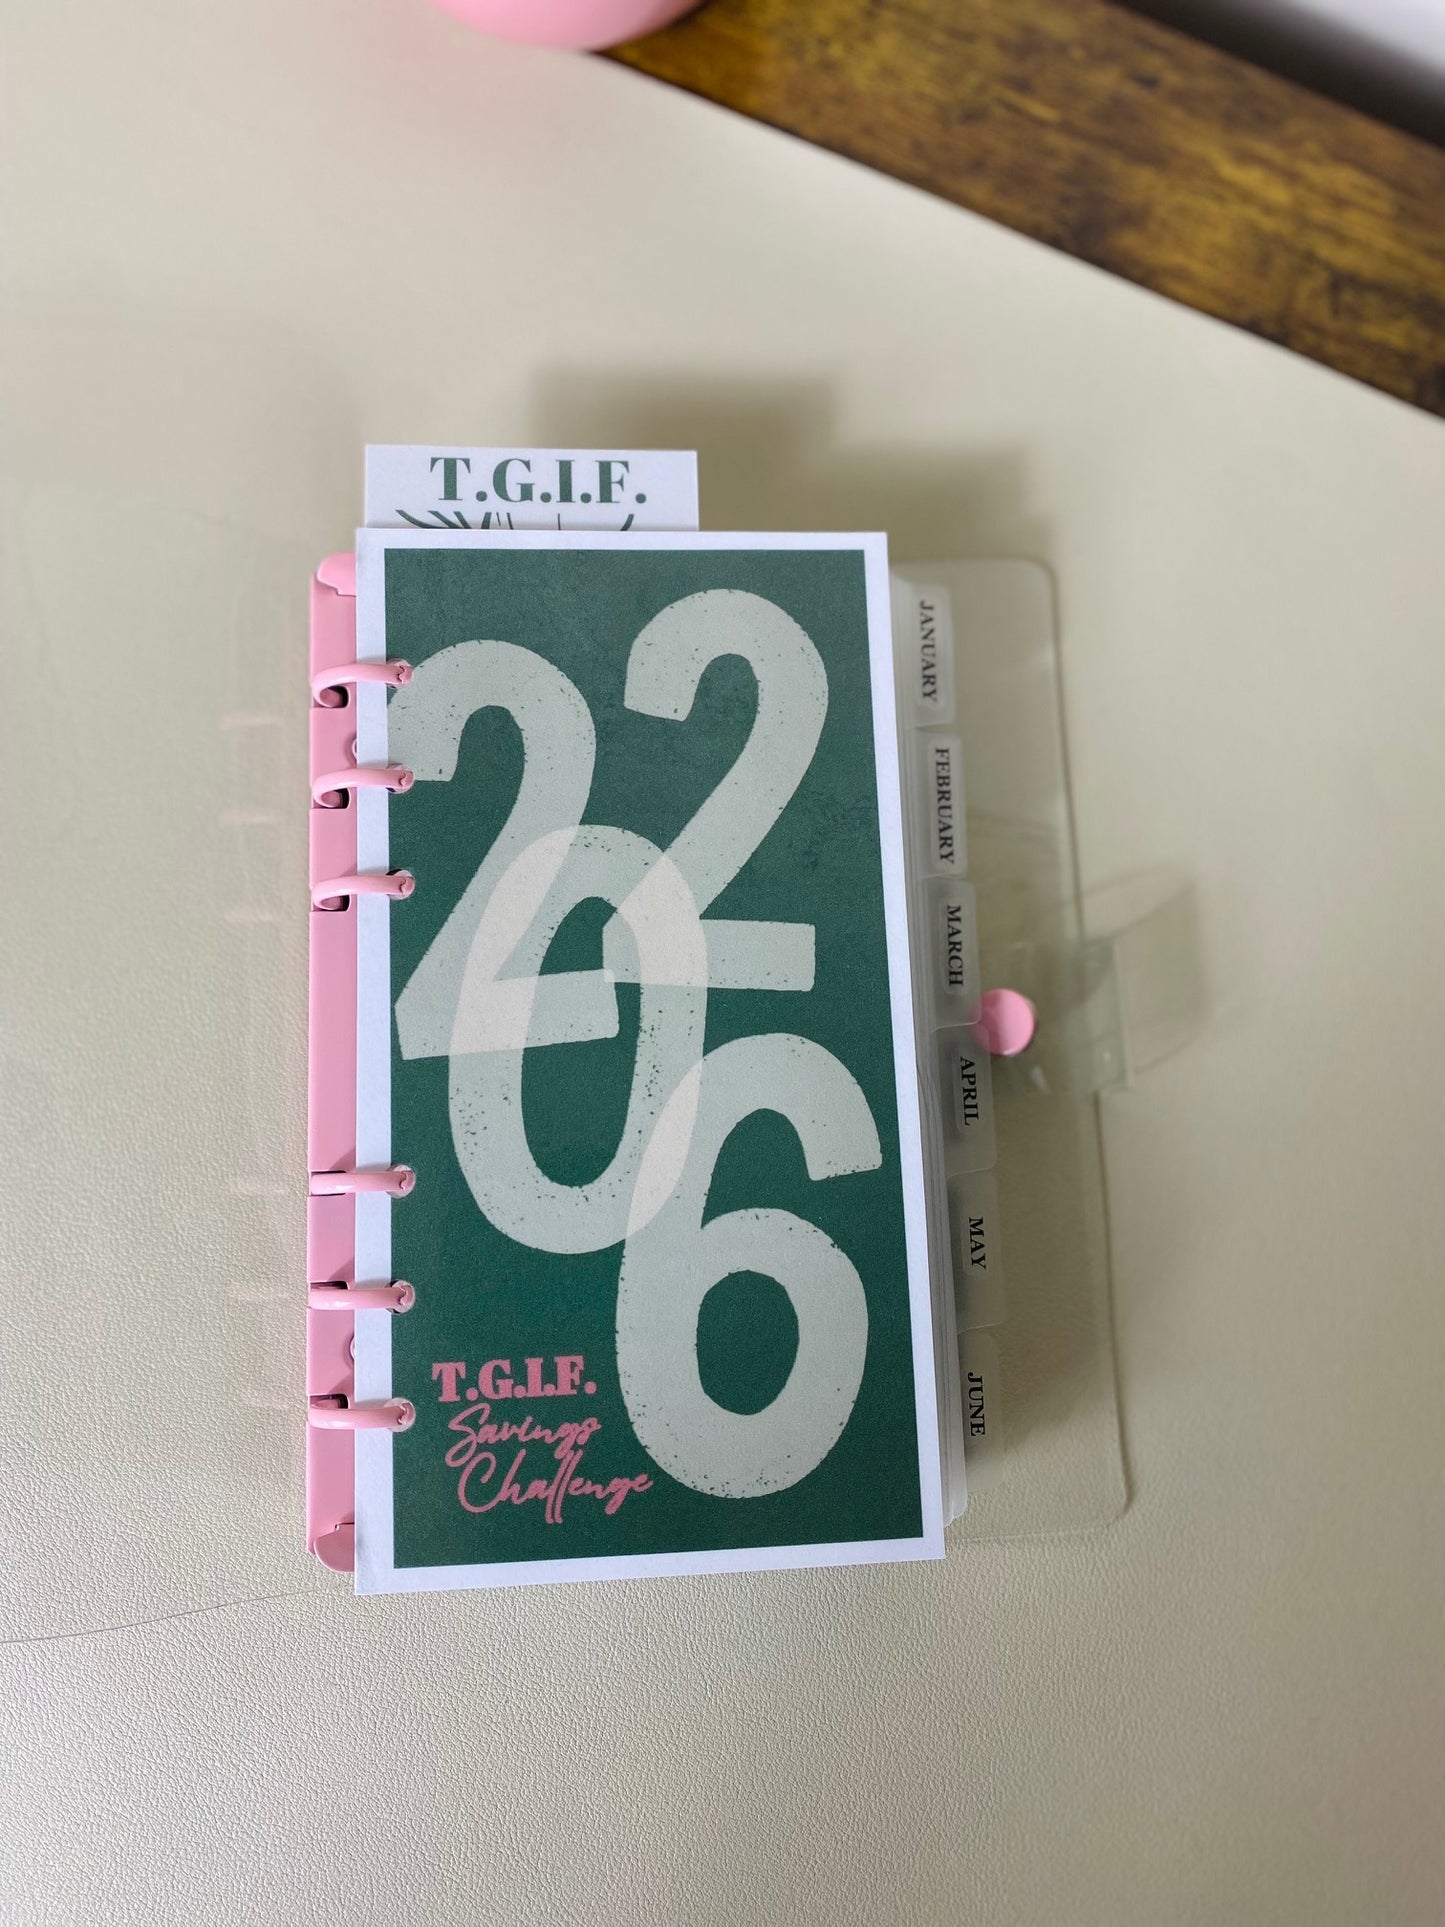 T.G.I.F.
2026
T.G.I.F.
Savings
Challenge
JANUARY
FEBRUARY
MARCH
APRIL
MAY
JUNE